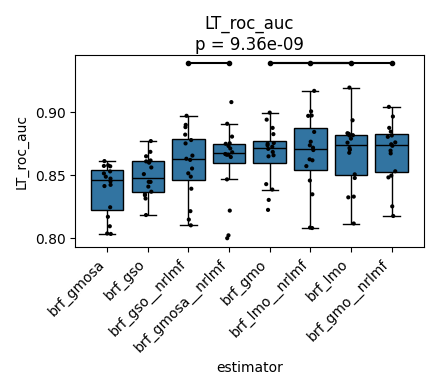 LT_roc_auc
p = 9.36e-09
LT_roc_auc
0.90
0.85
0.80
brf_gmosa
brf_gso
brf_gso__nrlmf
brf_gmosa__nrlmf
brf_gmo
brf_lmo__nrlmf
brf_lmo
brf_gmo__nrlmf
estimator